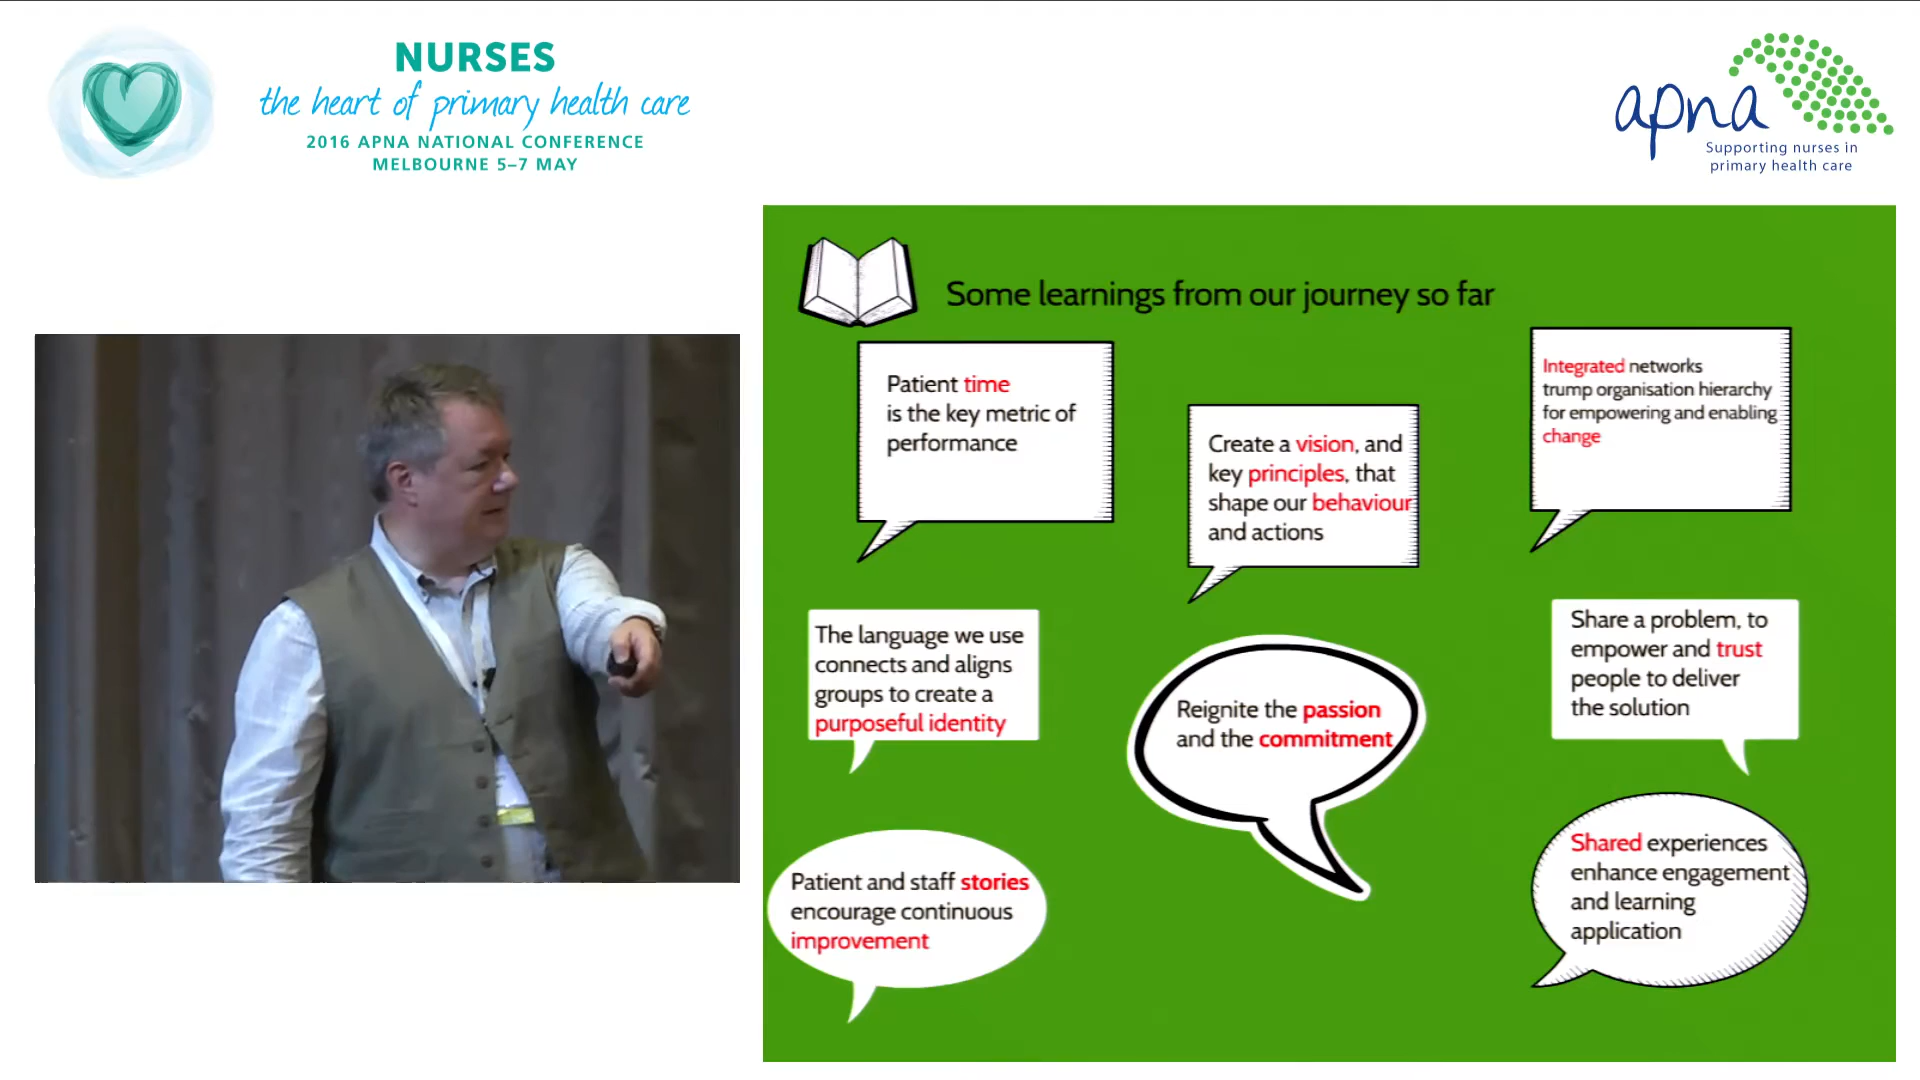 NURSES
the heart of primary health care
2016 APNA NATIONAL CONFERENCE
MELBOURNE 5–7 MAY
apna
Supporting nurses in
primary health care
Some learnings from our journey so far
Patient time
is the key metric of
performance
Create a vision, and
key principles, that
shape our behaviour
and actions
Integrated networks
trump organisation hierarchy
for empowering and enabling
change
The language we use
connects and aligns
groups to create a
purposeful identity
Reignite the passion
and the commitment
Share a problem, to
empower and trust
people to deliver
the solution
Patient and staff stories
encourage continuous
improvement
Shared experiences
enhance engagement
and learning
application